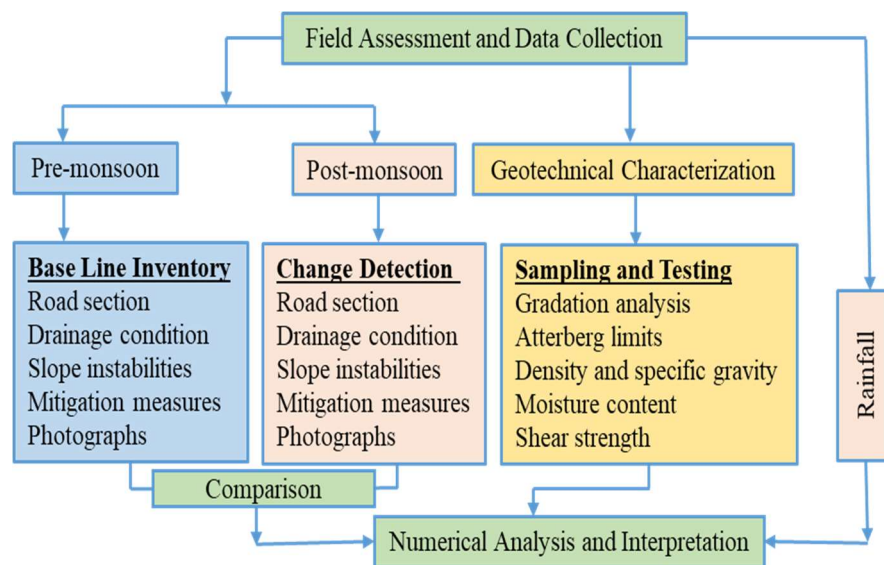 Field Assessment and Data Collection
Pre-monsoon
Post-monsoon
Geotechnical Characterization
Base Line Inventory
Road section
Drainage condition
Slope instabilities
Mitigation measures
Photographs
Change Detection
Road section
Drainage condition
Slope instabilities
Mitigation measures
Photographs
Sampling and Testing
Gradation analysis
Atterberg limits
Density and specific gravity
Moisture content
Shear strength
Rainfall
Comparison
Numerical Analysis and Interpretation